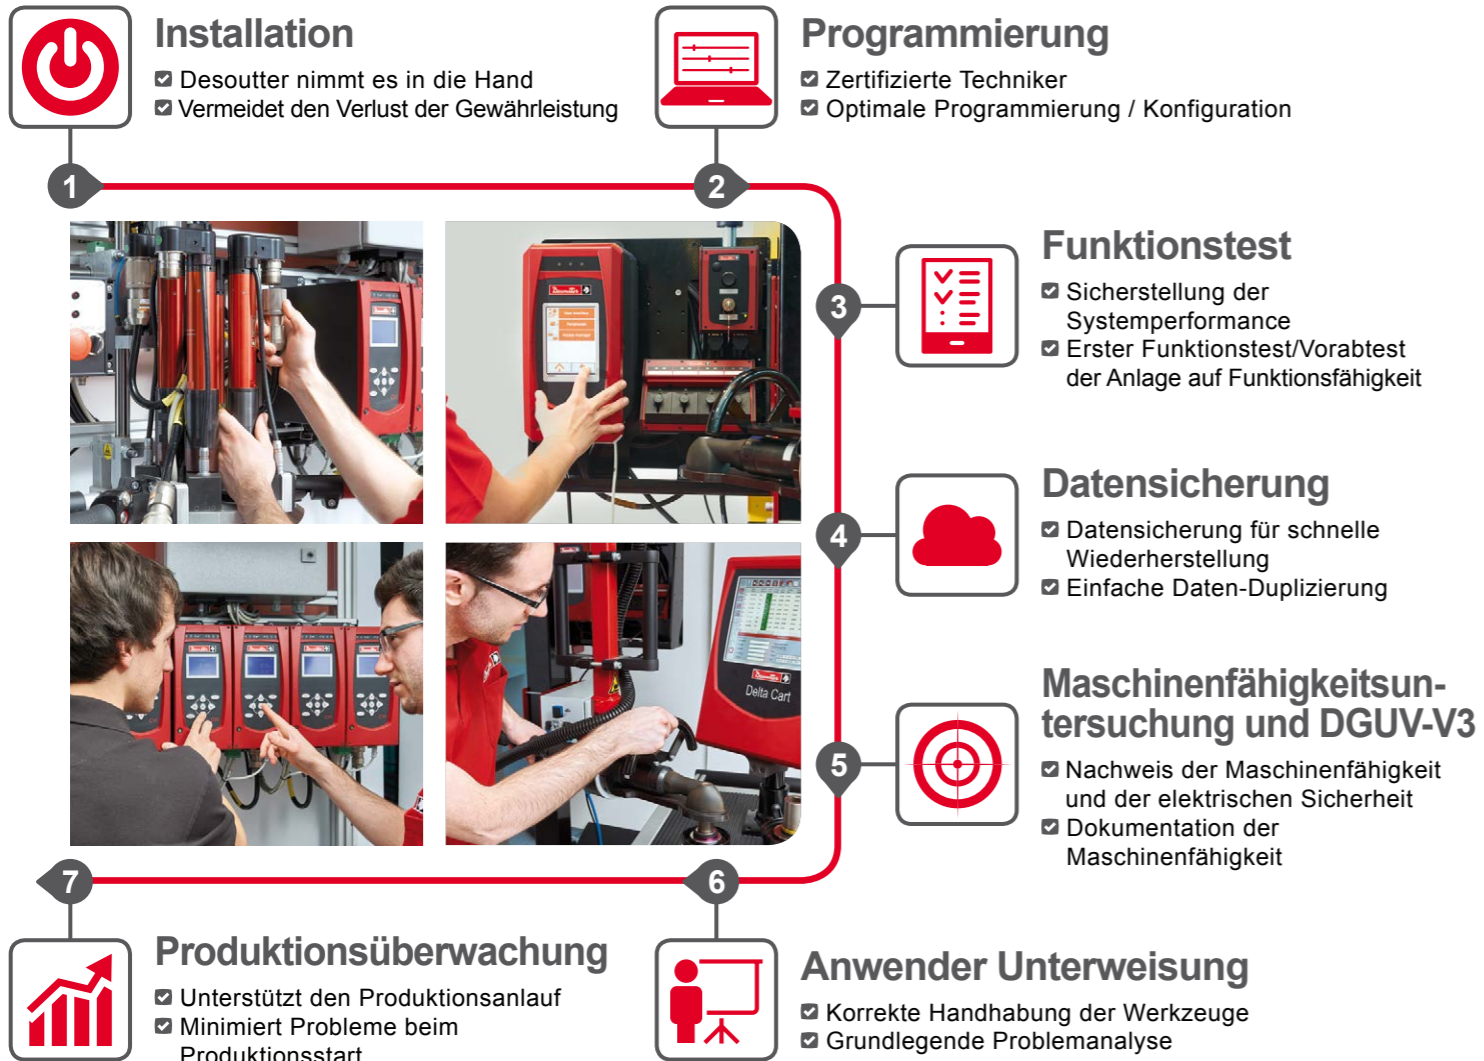 Installation
Desoutter nimmt es in die Hand
Vermeidet den Verlust der Gewährleistung
Programmierung
Zertifizierte Techniker
Optimale Programmierung / Konfiguration
1
2
Funktionstest
Sicherstellung der
Systemperformance
Erster Funktionstest/Vorabtest
der Anlage auf Funktionsfähigkeit
3
Datensicherung
Datensicherung für schnelle
Wiederherstellung
Einfache Daten-Duplizierung
4
Delta Cart
Maschinenfähigkeitsun-
tersuchung und DGUV-V3
Nachweis der Maschinenfähigkeit
und der elektrischen Sicherheit
Dokumentation der
Maschinenfähigkeit
5
7
6
Produktionsüberwachung
Unterstützt den Produktionsanlauf
Minimiert Probleme beim
Produktionsstart
Anwender Unterweisung
Korrekte Handhabung der Werkzeuge
Grundlegende Problemanalyse